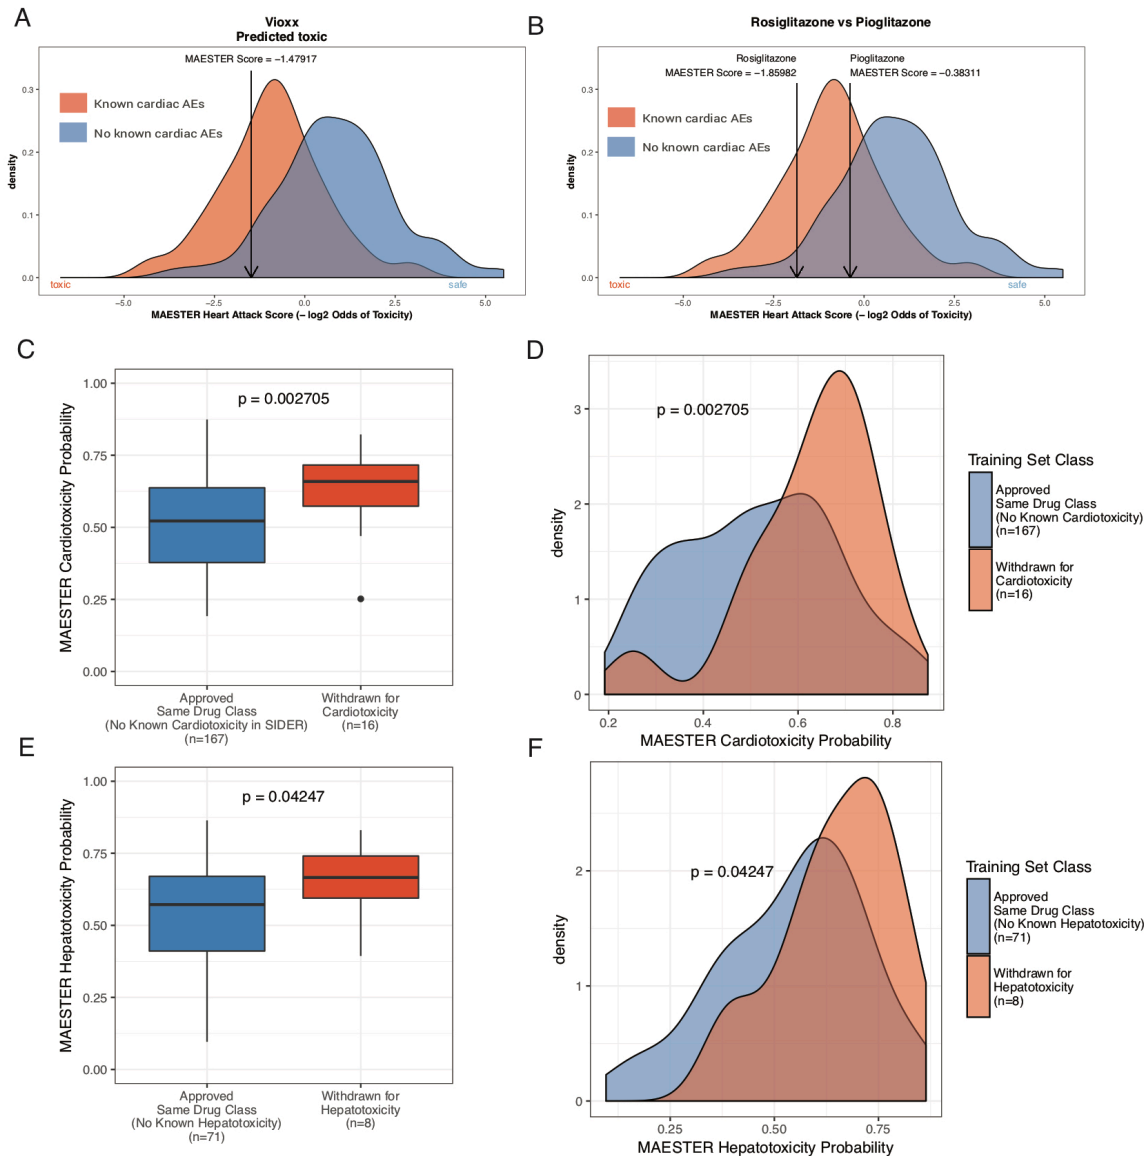 A
Vioxx
Predicted toxic
MAESTER Score = −1.47917
Known cardiac AEs
No known cardiac AEs
density
0.3
0.2
0.1
0.0
toxic
safe
−5.0
−2.5
0.0
2.5
5.0
MAESTER Heart Attack Score (− log2 Odds of Toxicity)
B
Rosiglitazone vs Pioglitazone
Rosiglitazone
MAESTER Score = −1.85982
Pioglitazone
MAESTER Score = −0.38311
Known cardiac AEs
No known cardiac AEs
density
0.3
0.2
0.1
0.0
toxic
safe
−5.0
−2.5
0.0
2.5
5.0
MAESTER Heart Attack Score (− log2 Odds of Toxicity)
C
p = 0.002705
MAESTER Cardiotoxicity Probability
1.00
0.75
0.50
0.25
0.00
Approved
Same Drug Class
(No Known Cardiotoxicity in SIDER)
(n=167)
Withdrawn for
Cardiotoxicity
(n=16)
D
p = 0.002705
density
3
2
1
0
0.2
0.4
0.6
0.8
MAESTER Cardiotoxicity Probability
Training Set Class
Approved
Same Drug Class
(No Known Cardiotoxicity)
(n=167)
Withdrawn for
Cardiotoxicity
(n=16)
E
p = 0.04247
MAESTER Hepatotoxicity Probability
1.00
0.75
0.50
0.25
0.00
Approved
Same Drug Class
(No Known Hepatotoxicity)
(n=71)
Withdrawn for
Hepatotoxicity
(n=8)
F
p = 0.04247
density
2
1
0
0.25
0.50
0.75
MAESTER Hepatotoxicity Probability
Training Set Class
Approved
Same Drug Class
(No Known Hepatotoxicity)
(n=71)
Withdrawn for
Hepatotoxicity
(n=8)